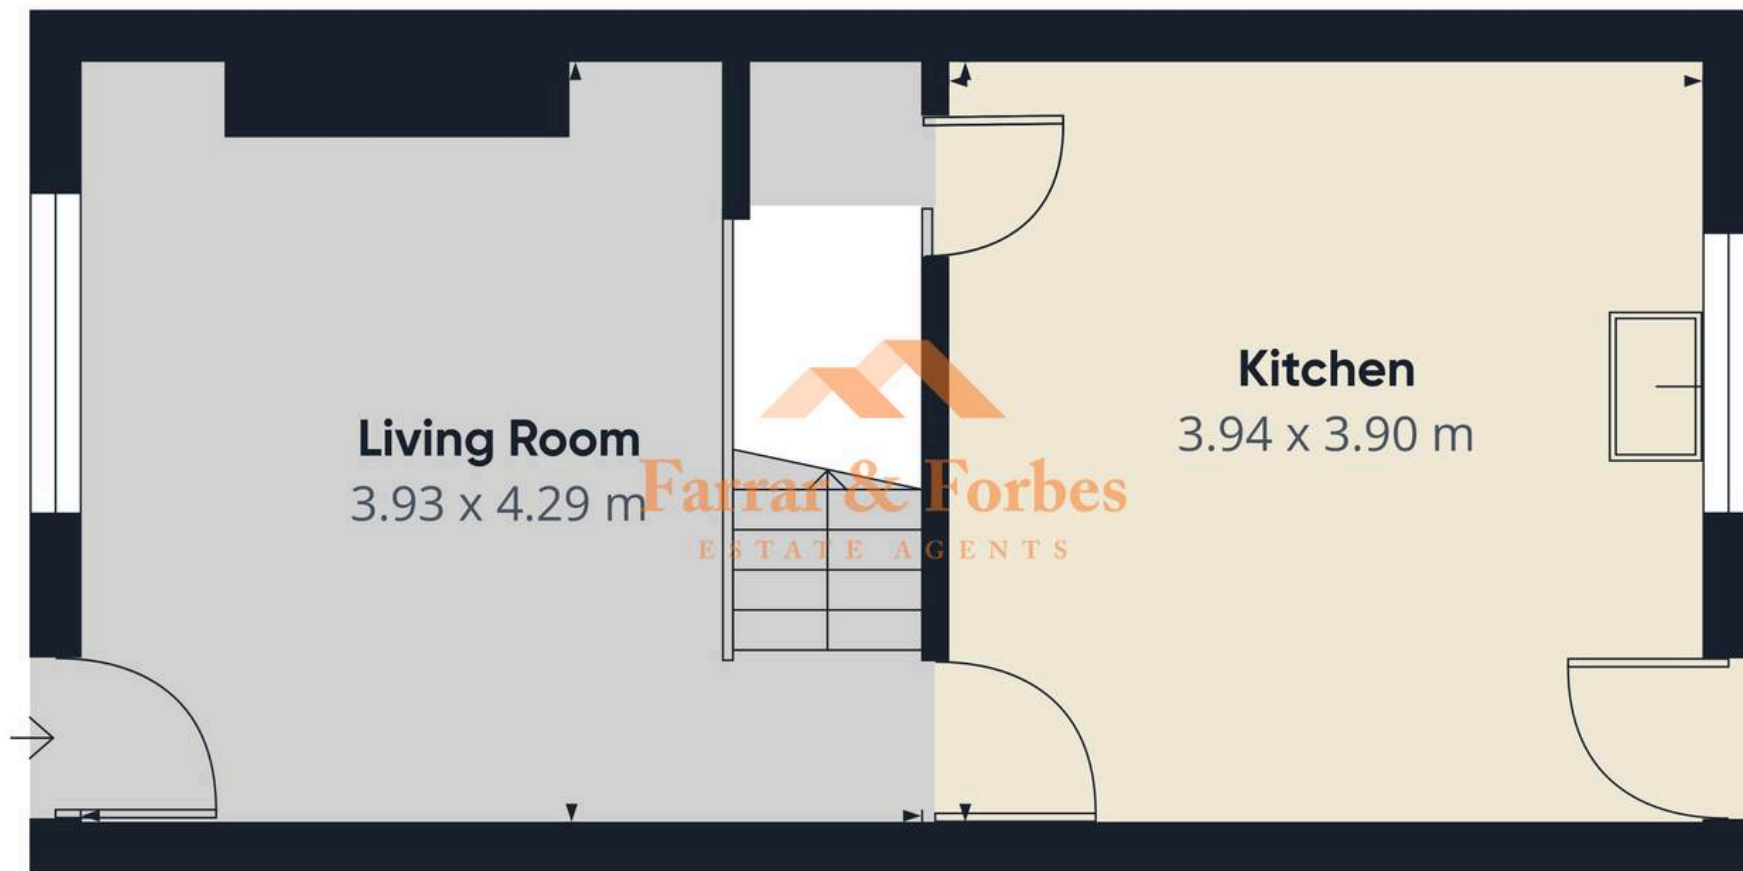 Living Room
3.93 x 4.29 m
Kitchen
3.94 x 3.90 m
Farrar & Forbes
ESTATE AGENTS